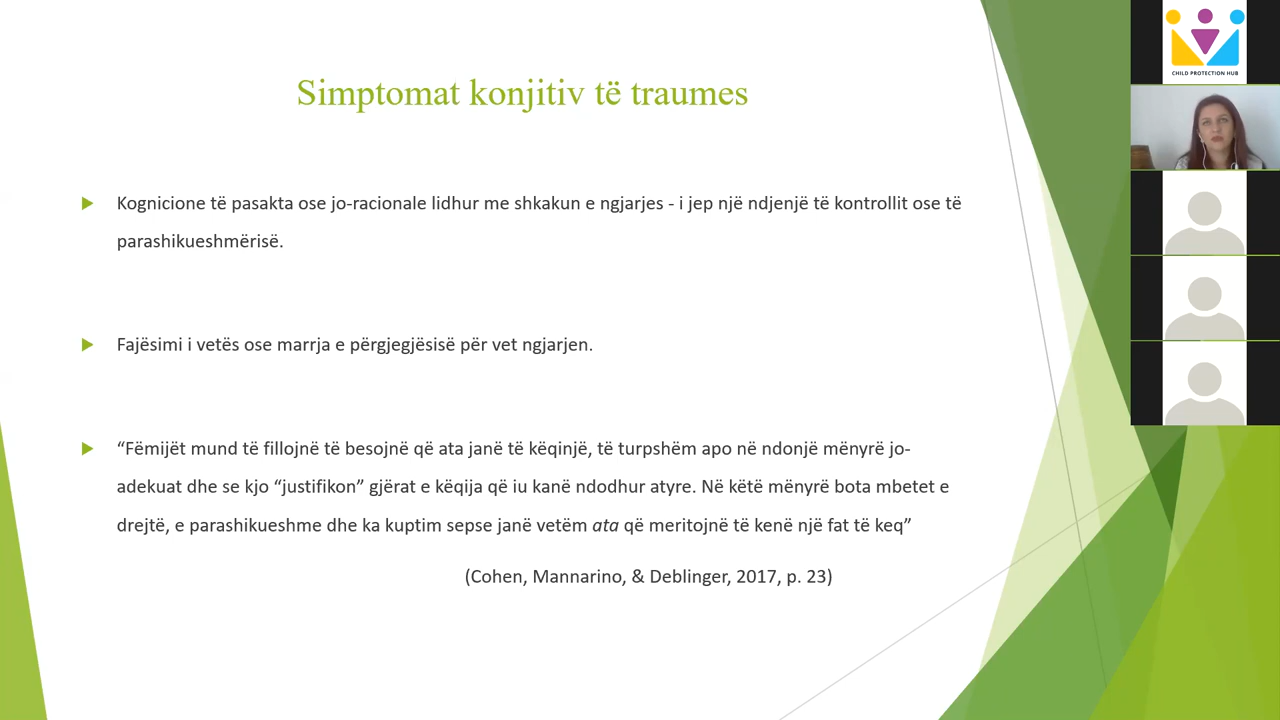 Simptomat konjitiv të traumes
Kognicione të pasakta ose jo-racionale lidhur me shkakun e ngjarjes - i jep një ndjenjë të kontrollit ose të
parashikueshmërisë.
Fajësimi i vetës ose marrja e përgjegjësisë për vet ngjarjen.
“Fëmijët mund të fillojnë të besojnë që ata janë të këqinjë, të turpshëm apo në ndonjë mënyrë jo-
adekuat dhe se kjo “justifikon” gjërat e këqija që iu kanë ndodhur atyre. Në këtë mënyrë bota mbetet e
drejtë, e parashikueshme dhe ka kuptim sepse janë vetëm ata që meritojnë të kenë një fat të keq”
(Cohen, Mannarino, & Deblinger, 2017, p. 23)
CHILD PROTECTION HUB